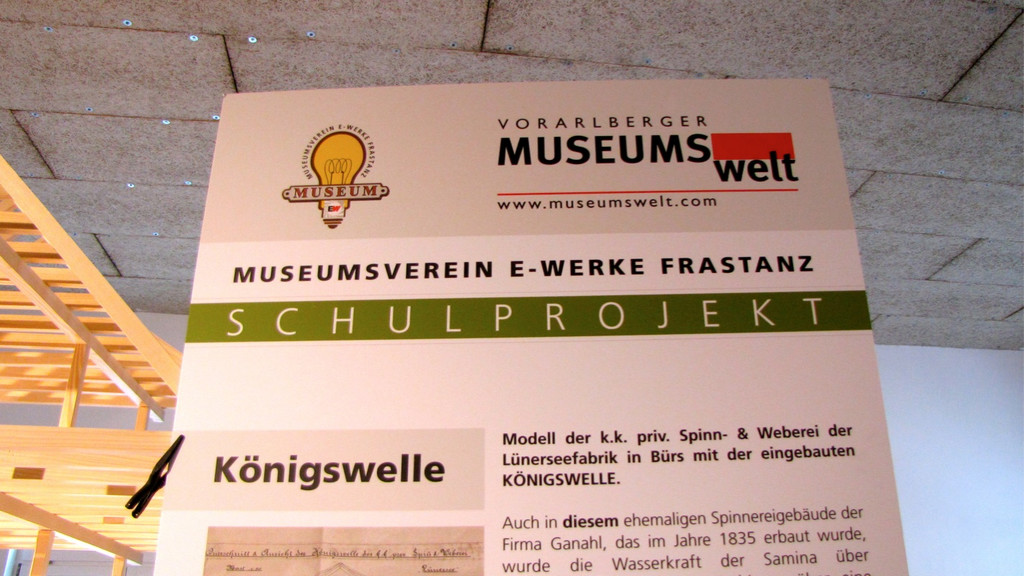 MUSEUMSVEREIN E-WERKE FRASTANZ
MUSEUM
VORARLBERGER
MUSEUMS
welt
www.museumswelt.com
MUSEUMSVEREIN E-WERKE FRASTANZ
SCHULPROJEKT
Königswelle
Modell der k.k. priv. Spinn- & Weberei der
Lünerseefabrik in Bürs mit der eingebauten
KÖNIGSWELLE.
Auch in diesem ehemaligen Spinnereigebäude der
Firma Ganahl, das im Jahre 1835 erbaut wurde,
wurde die Wasserkraft der Samina über